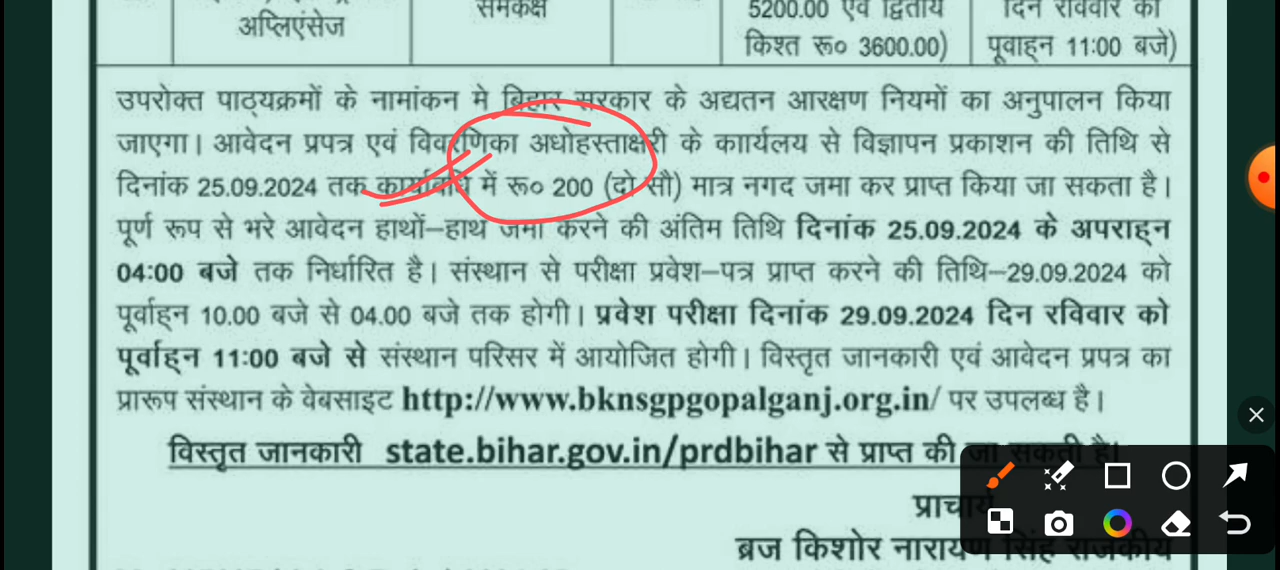 समकक्ष 5200.00 एवं द्वितीय दिन रविवार को
अप्लिएंसेज किश्त रू० 3600.00) पूवाहन 11:00 बजे)
उपरोक्त पाठ्यक्रमों के नामांकन मे बिहार सरकार के अद्यतन आरक्षण नियमों का अनुपालन किया
जाएगा। आवेदन प्रपत्र एवं विवरणिका अधोहस्ताक्षरी के कार्यलय से विज्ञापन प्रकाशन की तिथि से
दिनांक 25.09.2024 तक कार्यावधि में रू० 200 (दो सौ) मात्र नगद जमा कर प्राप्त किया जा सकता है।
पूर्ण रूप से भरे आवेदन हाथों–हाथ जमा करने की अंतिम तिथि दिनांक 25.09.2024 के अपराह्न
04:00 बजे तक निर्धारित है। संस्थान से परीक्षा प्रवेश–पत्र प्राप्त करने की तिथि–29.09.2024 को
पूर्वाह्न 10.00 बजे से 04.00 बजे तक होगी। प्रवेश परीक्षा दिनांक 29.09.2024 दिन रविवार को
पूर्वाह्न 11:00 बजे से संस्थान परिसर में आयोजित होगी। विस्तृत जानकारी एवं आवेदन प्रपत्र का
प्रारूप संस्थान के वेबसाइट http://www.bknsgpgopalganj.org.in/ पर उपलब्ध है।
विस्तृत जानकारी state.bihar.gov.in/prdbihar से प्राप्त की जा सकती है।
प्राचार्य
ब्रज किशोर नारायण सिंह राजकीय